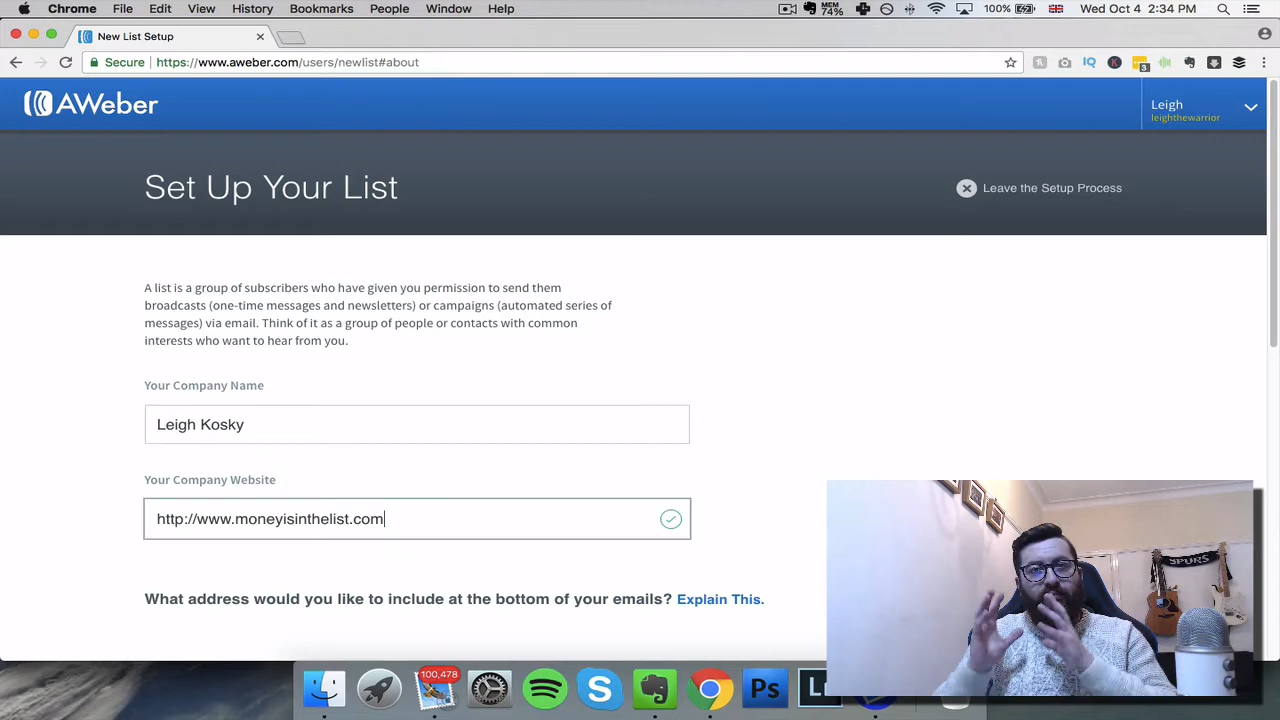 Chrome File Edit View History Bookmarks People Window Help MEM 74% 100% Wed Oct 4 2:34 PM
New List Setup
Secure https://www.aweber.com/users/newlist#about 3
AWeber
Leigh
leighthewarrior
Set Up Your List
Leave the Setup Process
A list is a group of subscribers who have given you permission to send them
broadcasts (one-time messages and newsletters) or campaigns (automated series of
messages) via email. Think of it as a group of people or contacts with common
interests who want to hear from you.
Your Company Name
Leigh Kosky
Your Company Website
http://www.moneyisinthelist.com
What address would you like to include at the bottom of your emails? Explain This.
SPURS
100,478
Ps